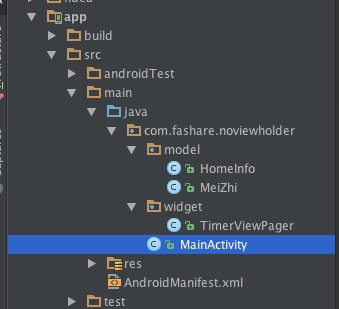 app
build
src
androidTest
main
java
com.fashare.noviewholder
model
HomeInfo
MeiZhi
widget
TimerViewPager
MainActivity
res
AndroidManifest.xml
test